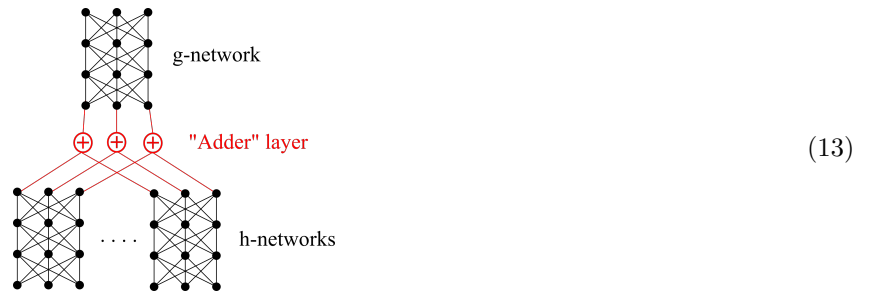 g-network
+ + +
"Adder" layer
(13)
. . . .
h-networks